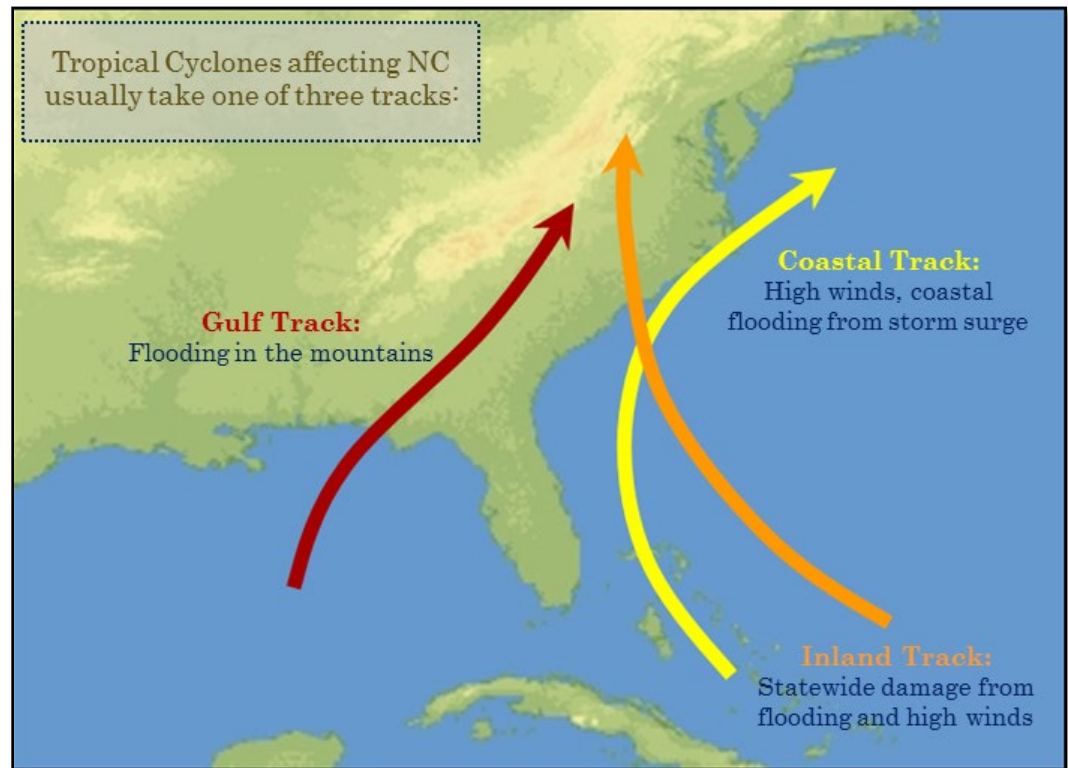 Tropical Cyclones affecting NC
usually take one of three tracks:
Gulf Track:
Flooding in the mountains
Coastal Track:
High winds, coastal
flooding from storm surge
Inland Track:
Statewide damage from
flooding and high winds